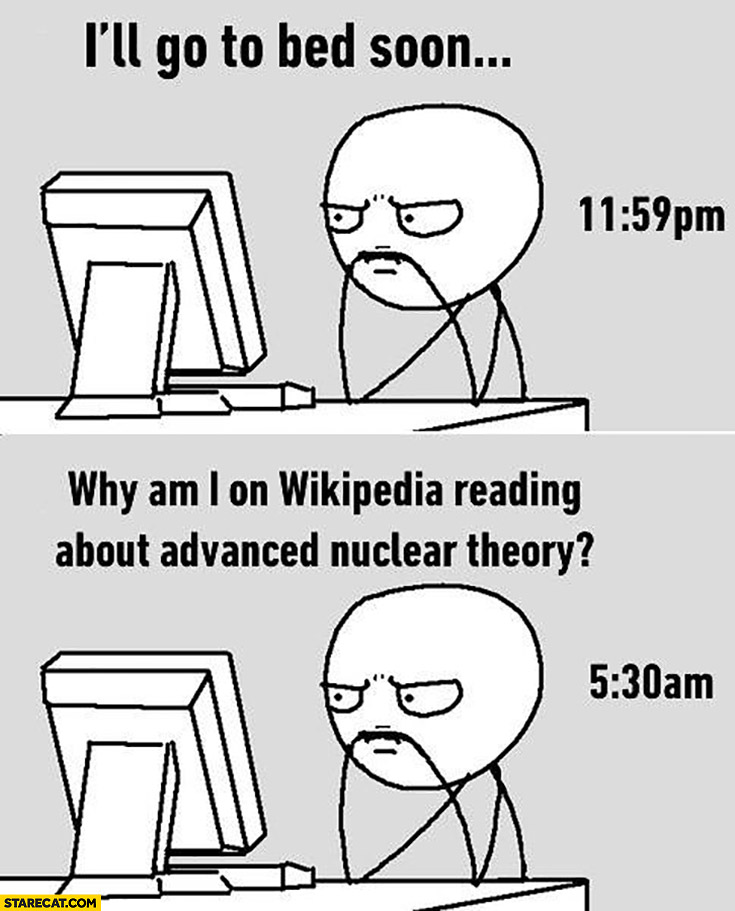 I'll go to bed soon...
11:59pm
Why am I on Wikipedia reading
about advanced nuclear theory?
5:30am
STARECAT.COM